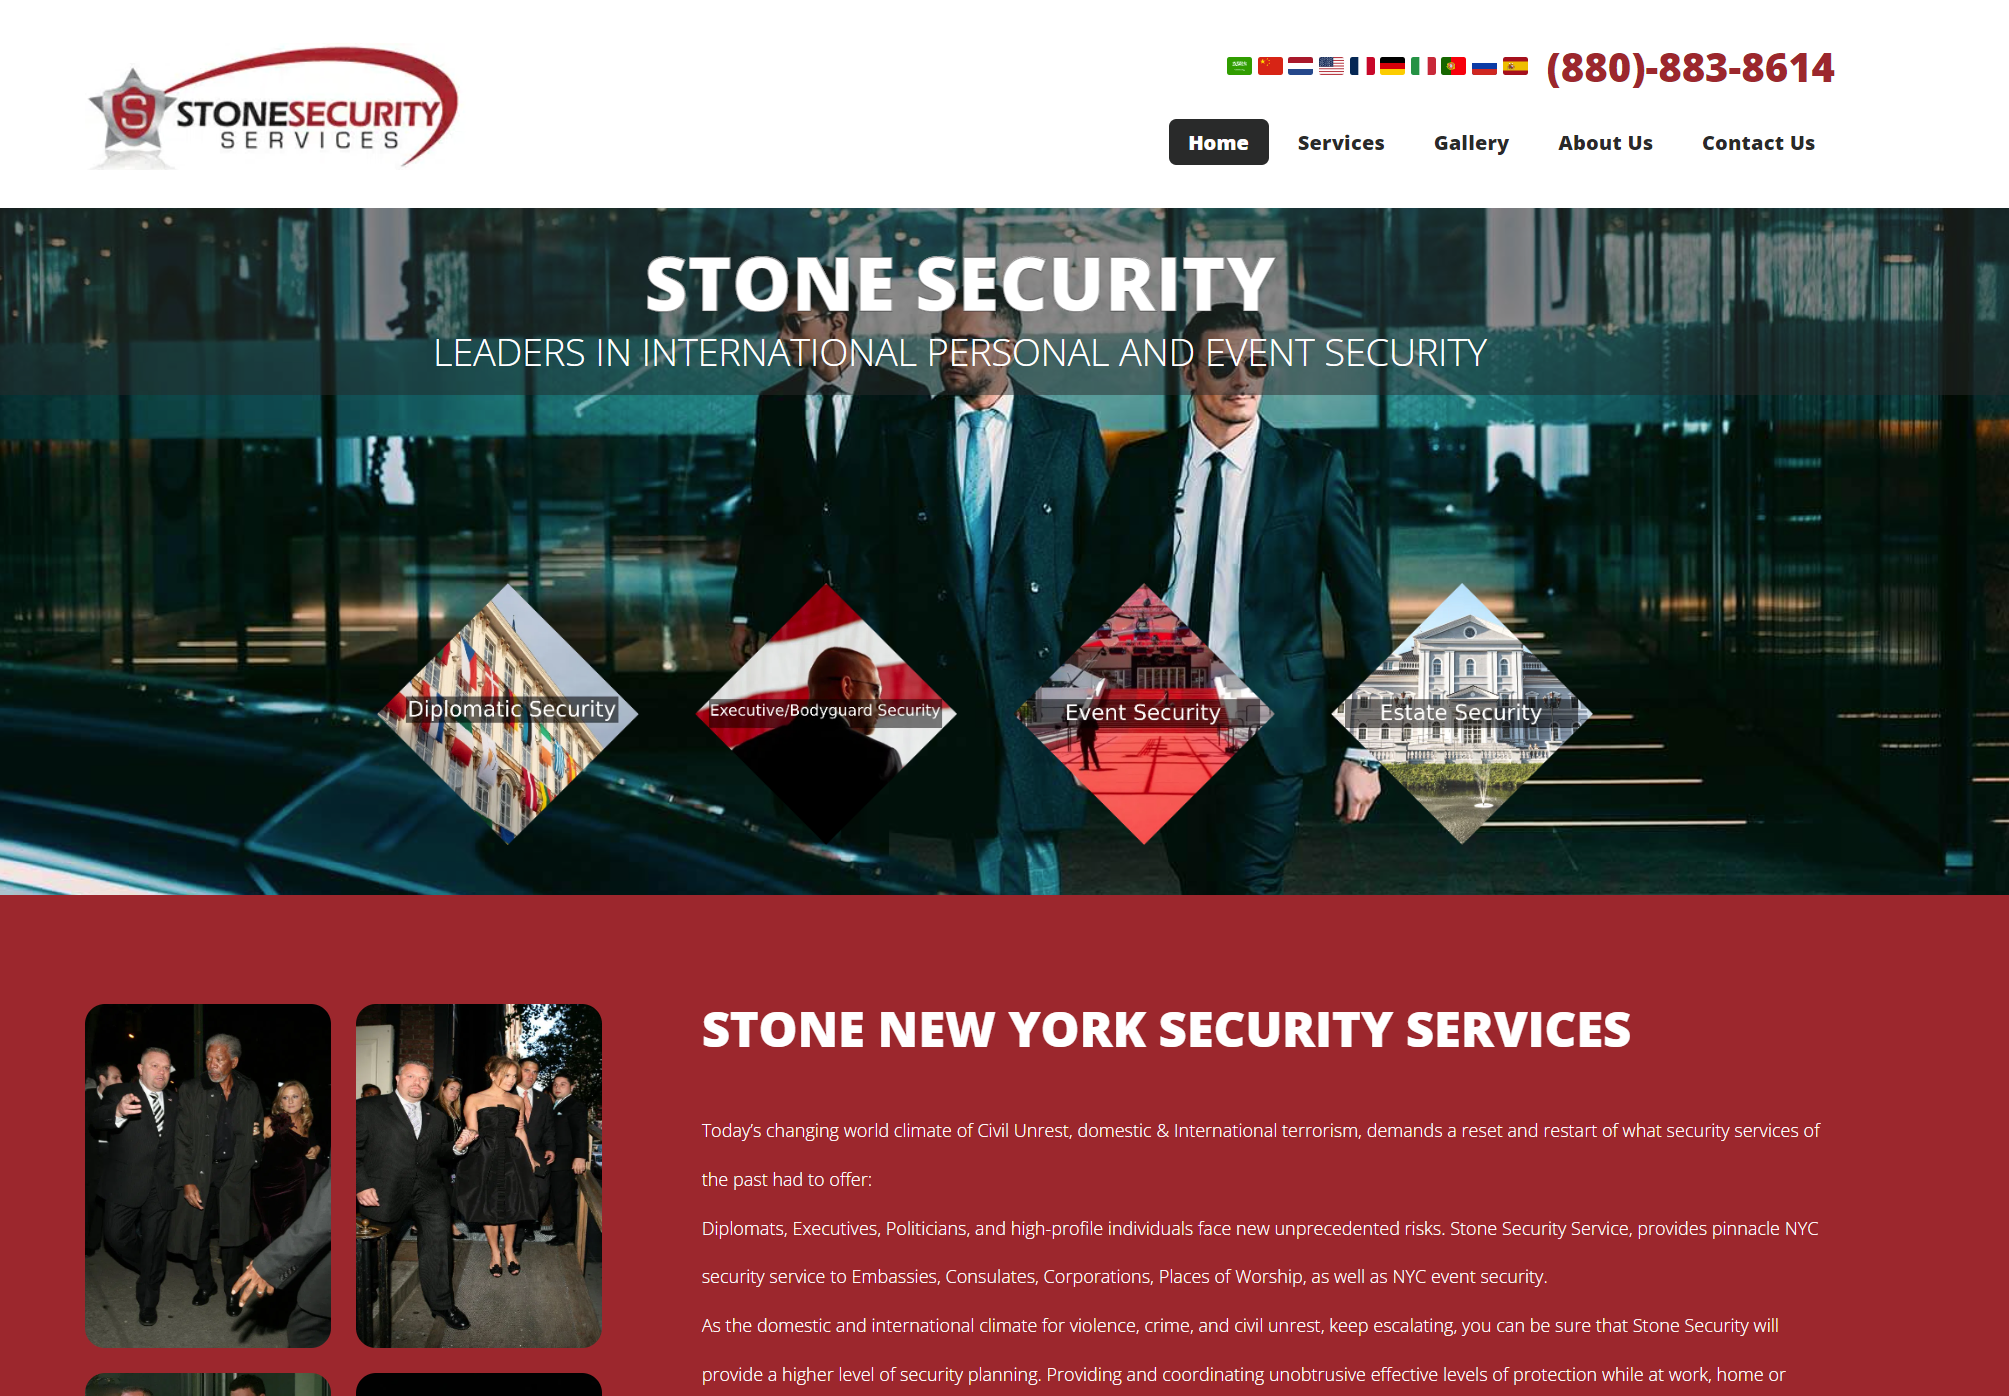 S
STONESECURITY
SERVICES
(880)-883-8614
Home
Services
Gallery
About Us
Contact Us
STONE SECURITY
LEADERS IN INTERNATIONAL PERSONAL AND EVENT SECURITY
Diplomatic Security
Executive/Bodyguard Security
Event Security
Estate Security
STONE NEW YORK SECURITY SERVICES
Today’s changing world climate of Civil Unrest, domestic & International terrorism, demands a reset and restart of what security services of
the past had to offer:
Diplomats, Executives, Politicians, and high-profile individuals face new unprecedented risks. Stone Security Service, provides pinnacle NYC
security service to Embassies, Consulates, Corporations, Places of Worship, as well as NYC event security.
As the domestic and international climate for violence, crime, and civil unrest, keep escalating, you can be sure that Stone Security will
provide a higher level of security planning. Providing and coordinating unobtrusive effective levels of protection while at work, home or